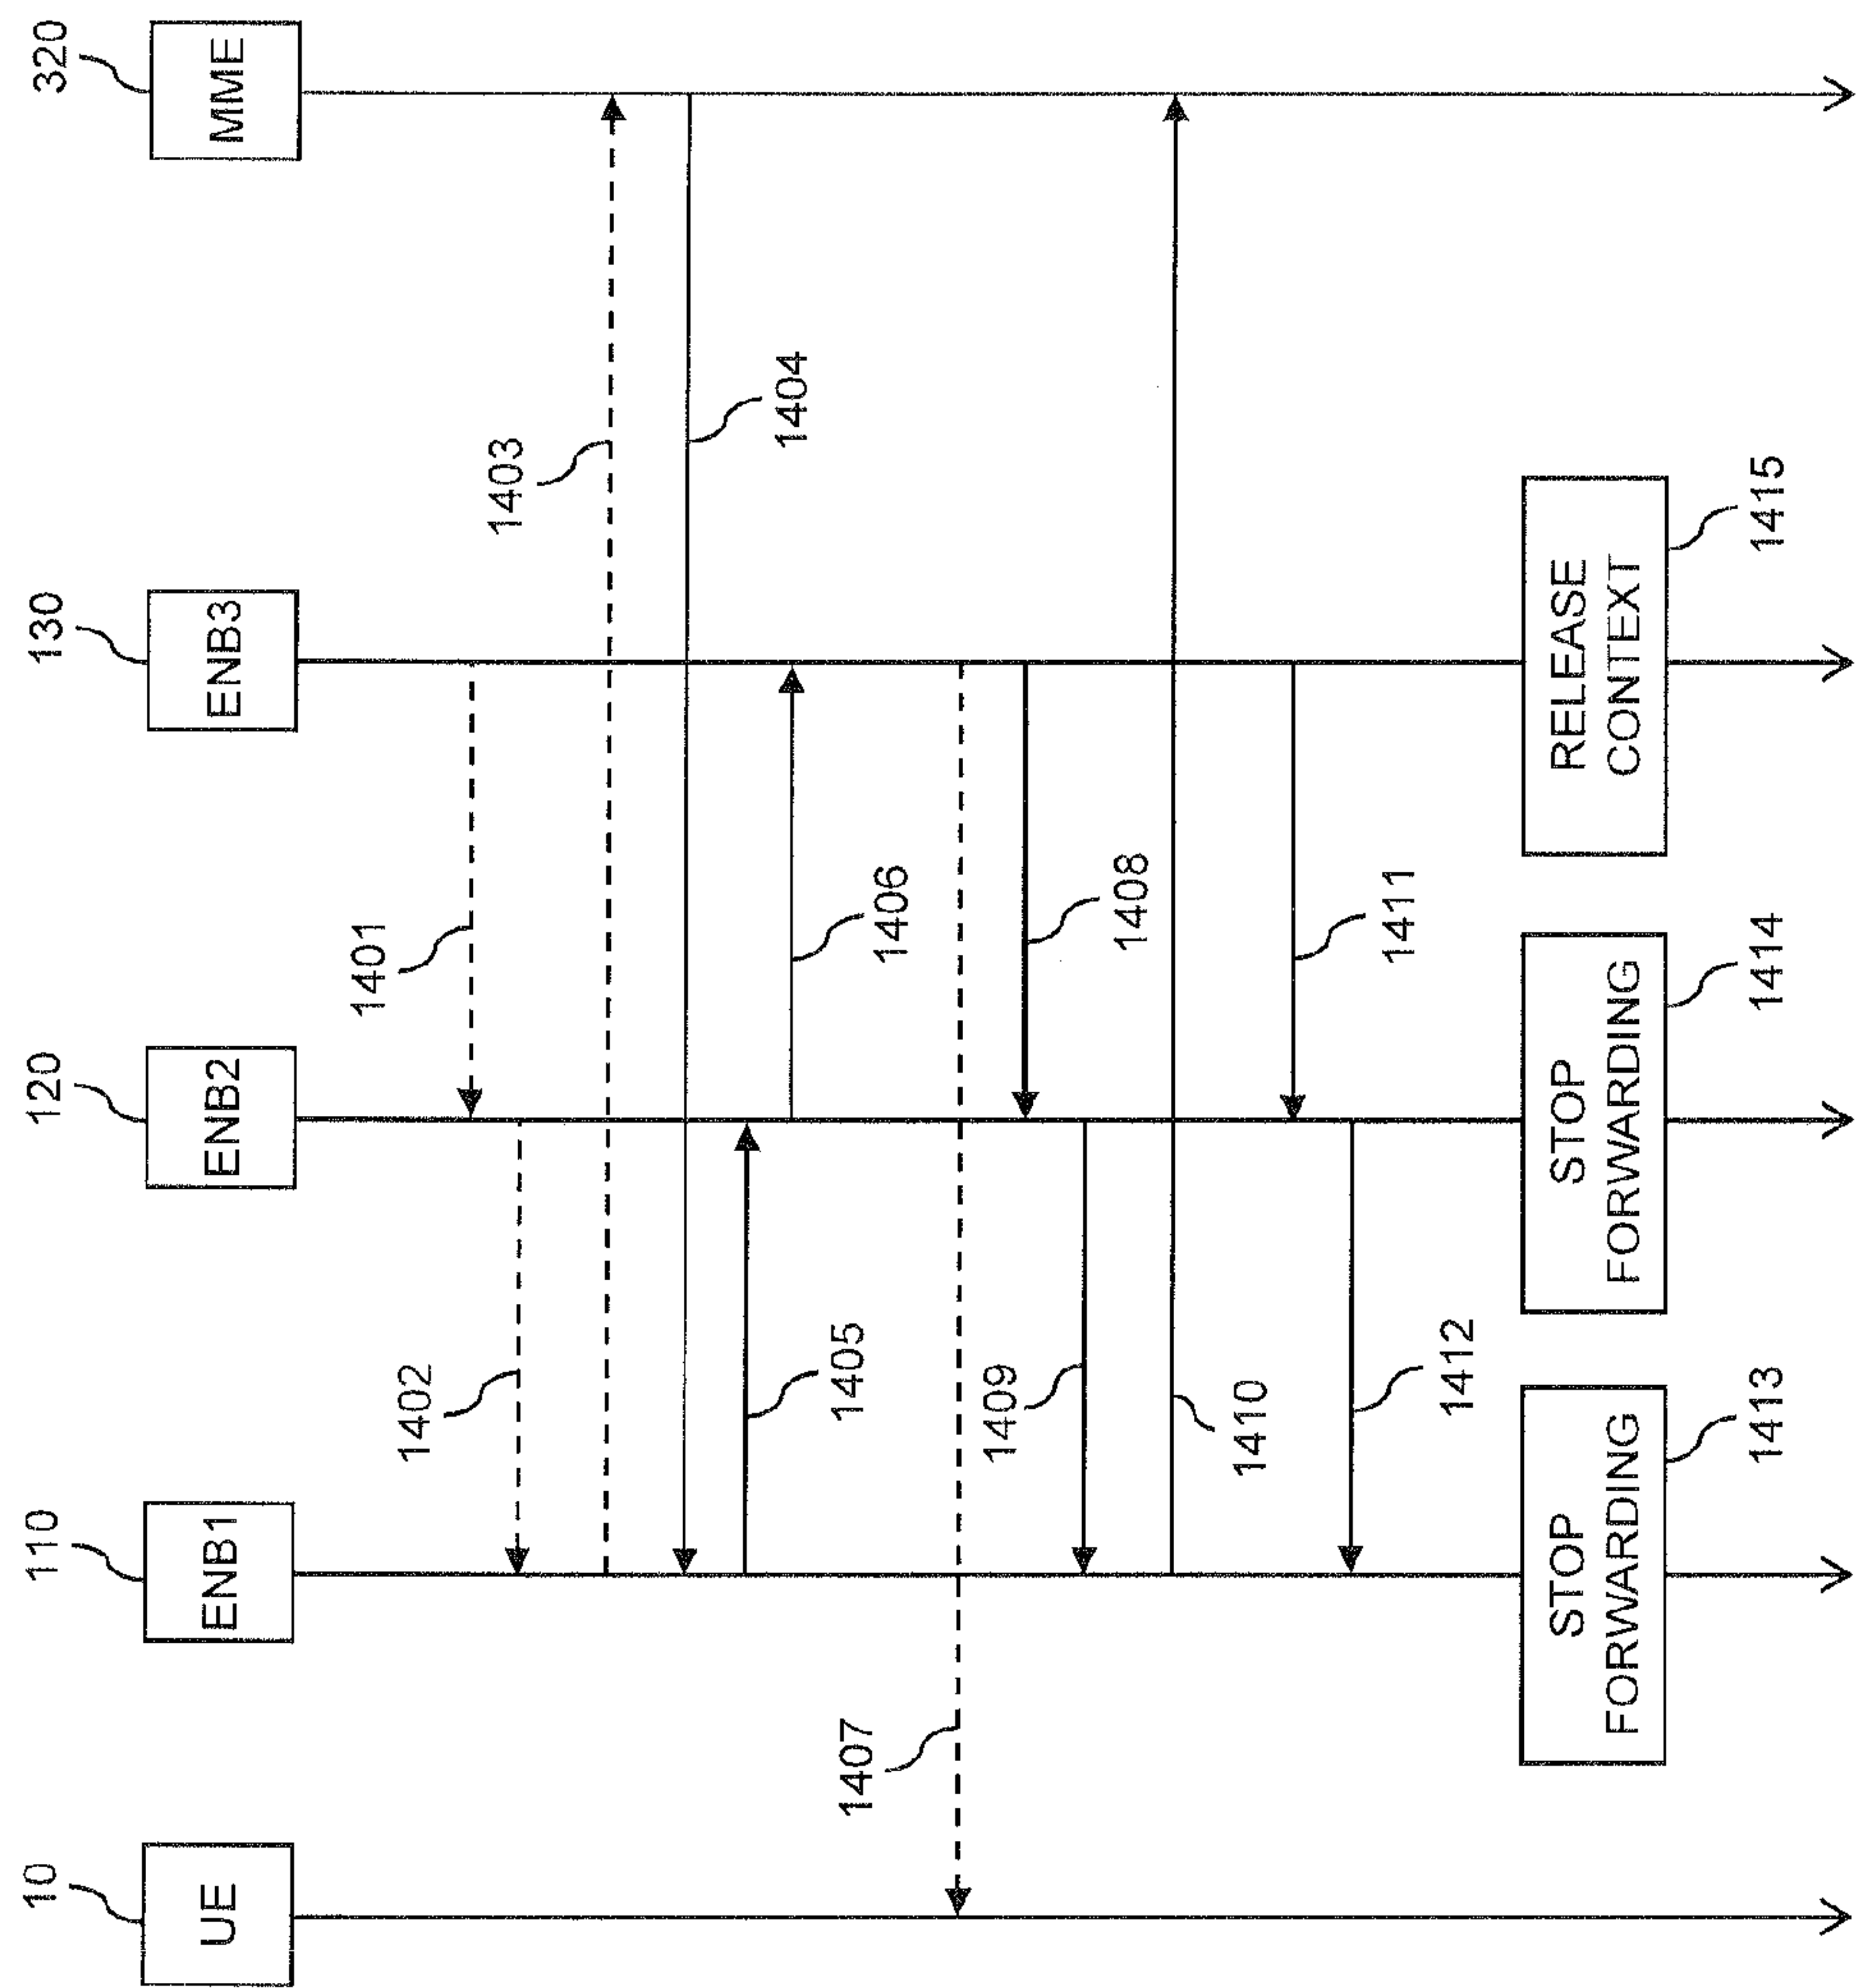 10
110
120
130
320
UE
ENB1
ENB2
ENB3
MME
1401
1402
1403
1404
1405
1406
1407
1408
1409
1410
1411
1412
STOP
FORWARDING
1413
STOP
FORWARDING
1414
RELEASE
CONTEXT
1415